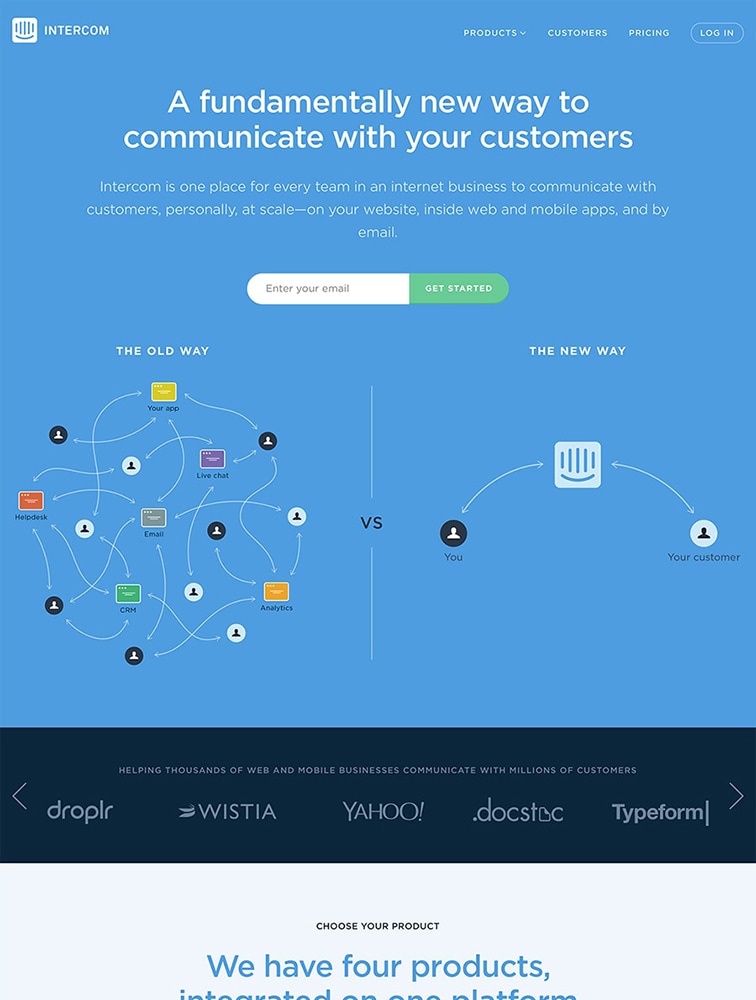 INTERCOM
PRODUCTS
CUSTOMERS
PRICING
LOG IN
A fundamentally new way to
communicate with your customers
Intercom is one place for every team in an internet business to communicate with
customers, personally, at scale—on your website, inside web and mobile apps, and by
email.
Enter your email
GET STARTED
THE OLD WAY
Your app
Live chat
Helpdesk
Email
CRM
Analytics
VS
THE NEW WAY
You
Your customer
HELPING THOUSANDS OF WEB AND MOBILE BUSINESSES COMMUNICATE WITH MILLIONS OF CUSTOMERS
droplr
WISTIA
YAHOO!
.docstoc
Typeform|
CHOOSE YOUR PRODUCT
We have four products,
integrated on one platform